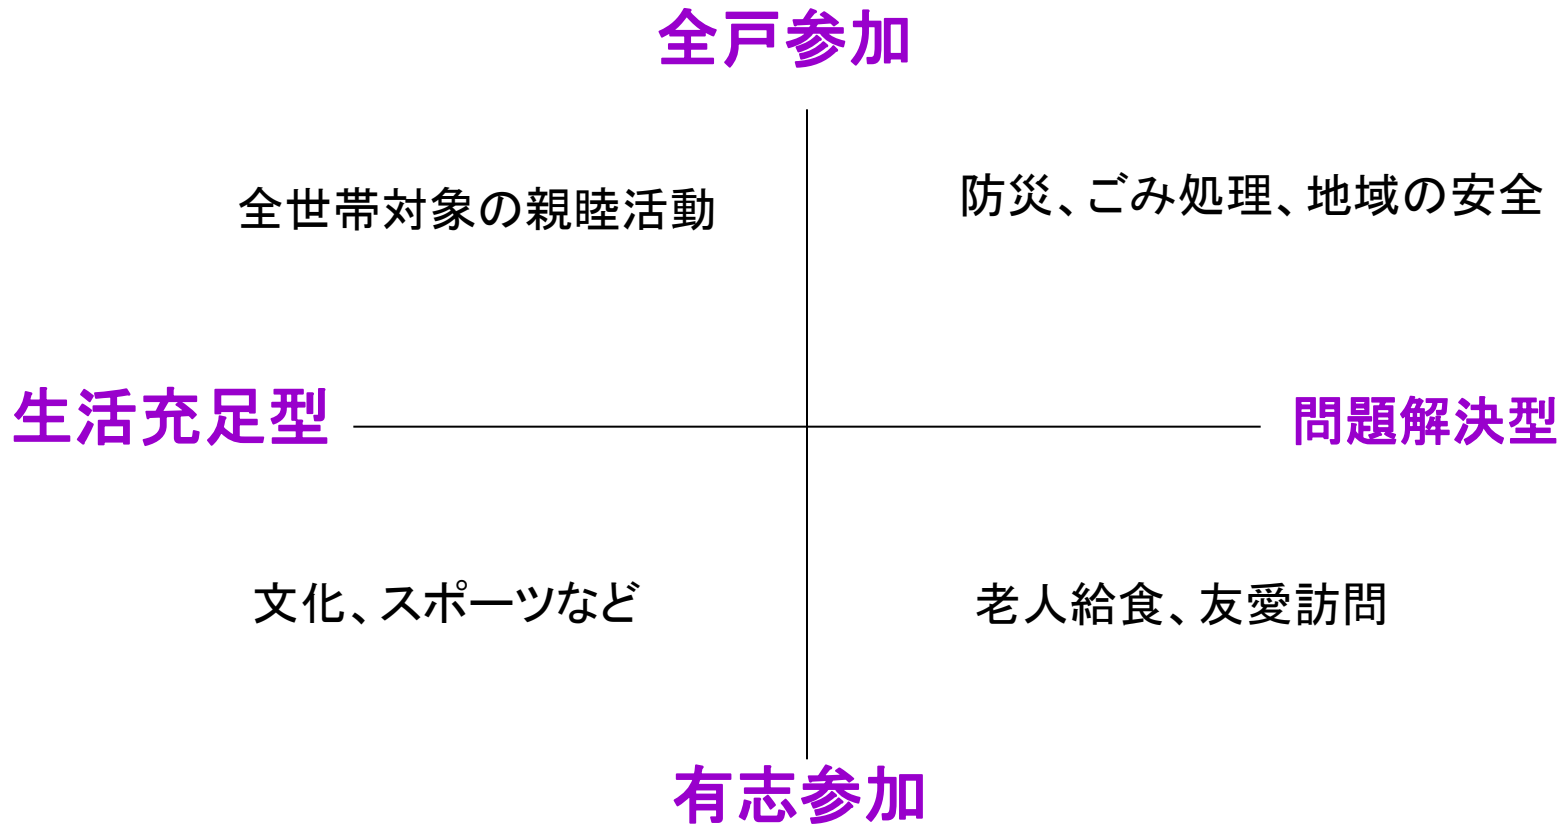 全戸参加
全世帯対象の親睦活動
防災、ごみ処理、地域の安全
生活充足型
問題解決型
文化、スポーツなど
老人給食、友愛訪問
有志参加